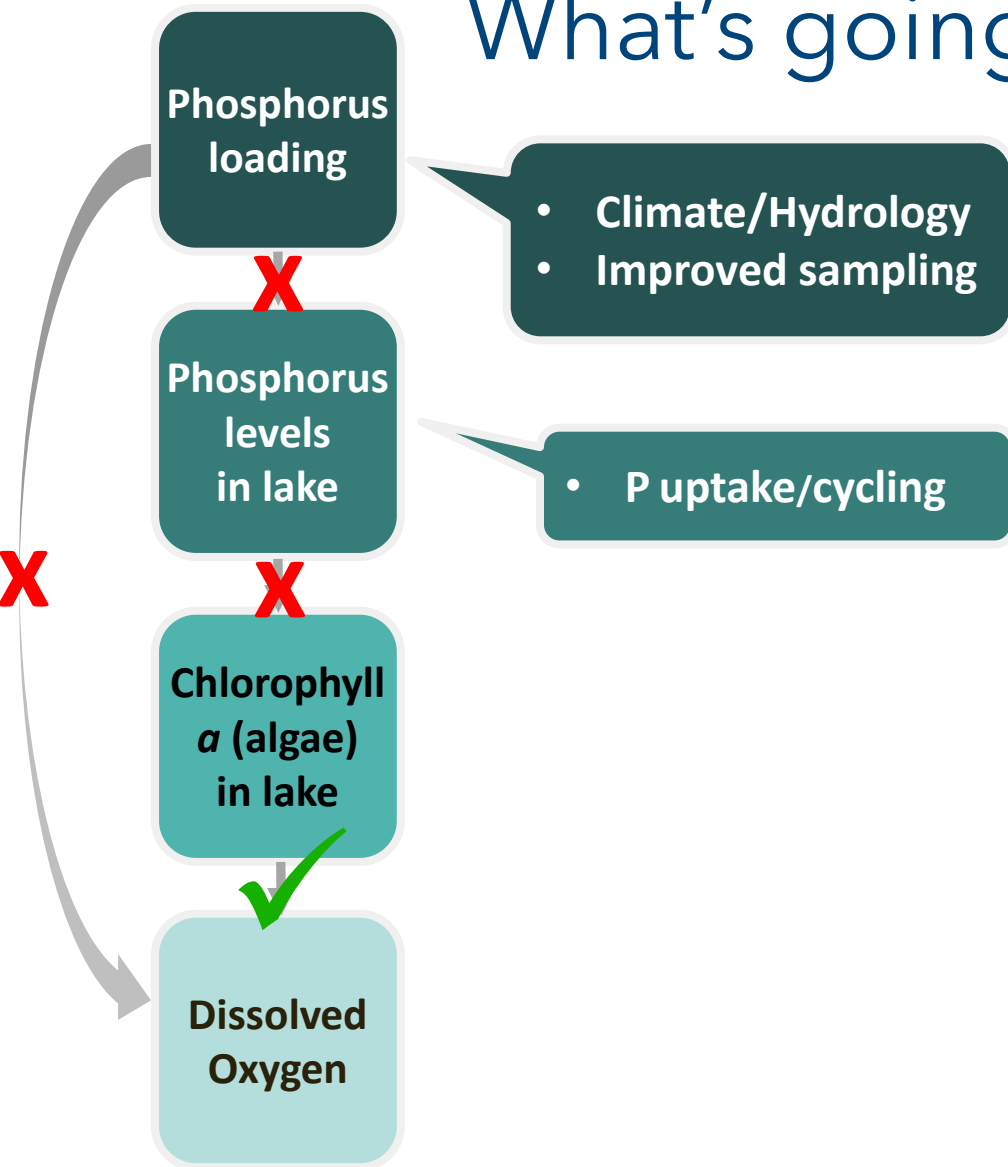 What's going
Phosphorus
loading
• Climate/Hydrology
• Improved sampling
X
Phosphorus
levels
in lake
• P uptake/cycling
X
X
Chlorophyll
a (algae)
in lake
Dissolved
Oxygen